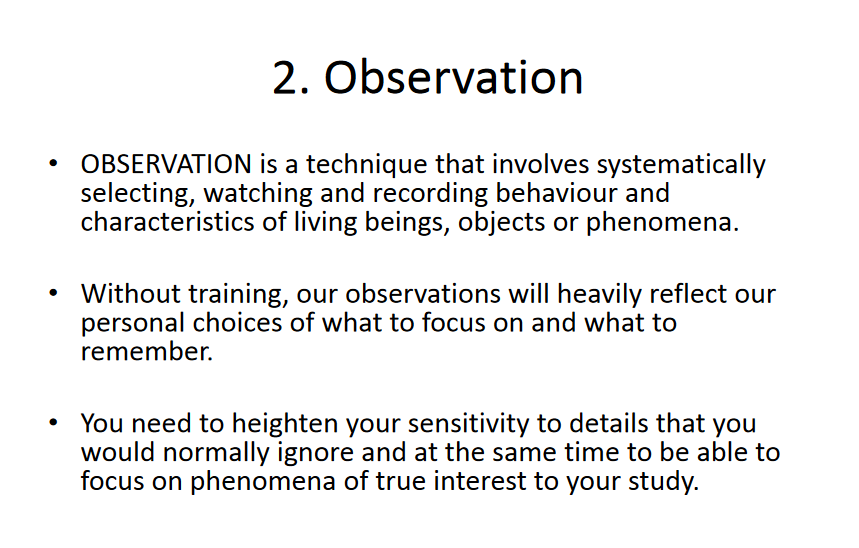 2. Observation
• OBSERVATION is a technique that involves systematically
selecting, watching and recording behaviour and
characteristics of living beings, objects or phenomena.
• Without training, our observations will heavily reflect our
personal choices of what to focus on and what to
remember.
• You need to heighten your sensitivity to details that you
would normally ignore and at the same time to be able to
focus on phenomena of true interest to your study.